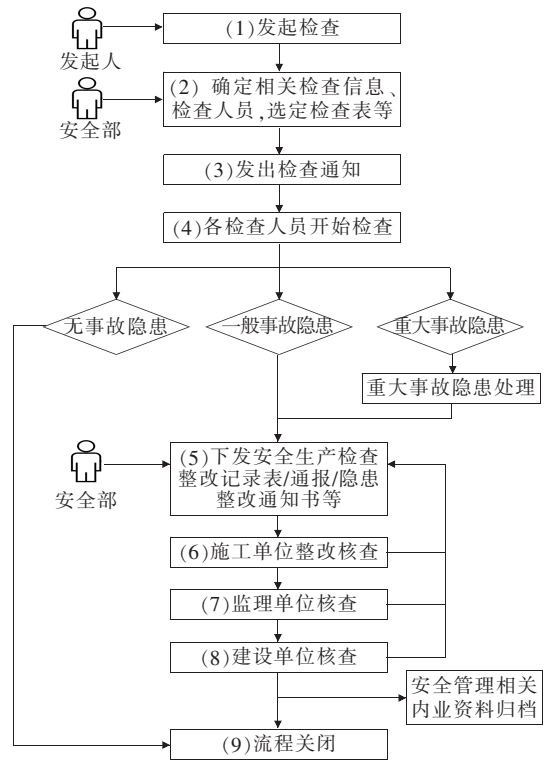 (1)发起检查
发起人
(2) 确定相关检查信息、
检查人员,选定检查表等
安全部
(3)发出检查通知
(4)各检查人员开始检查
无事故隐患
一般事故隐患
重大事故隐患
重大事故隐患处理
(5)下发安全生产检查
整改记录表/通报/隐患
整改通知书等
安全部
(6)施工单位整改核查
(7)监理单位核查
(8)建设单位核查
安全管理相关
内业资料归档
(9)流程关闭